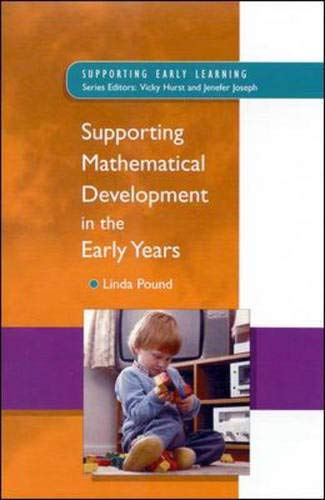 SUPPORTING EARLY LEARNING
Series Editors: Vicky Hurst and Jenefer Joseph
Supporting
Mathematical
Development
in the
Early Years
Linda Pound